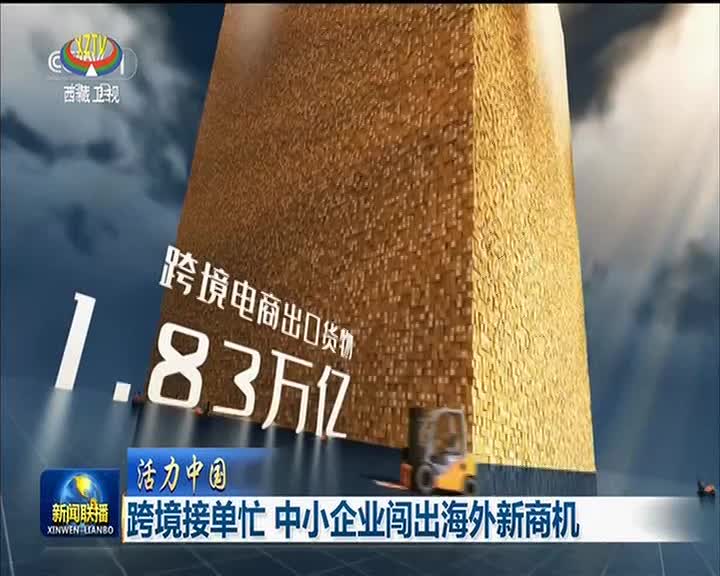 XZTV
西藏卫视
跨境电商出口货物
1.83万亿
活力中国
新闻联播
XINWEN-LIANBO
跨境接单忙 中小企业闯出海外新商机